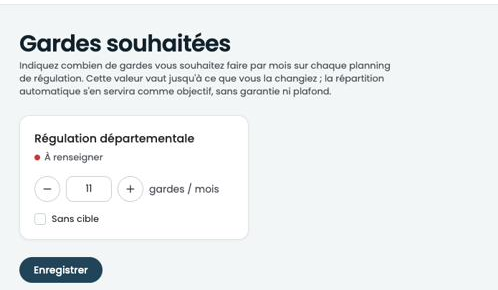 Gardes souhaitées
Indiquez combien de gardes vous souhaitez faire par mois sur chaque planning
de régulation. Cette valeur vaut jusqu'à ce que vous la changiez ; la répartition
automatique s'en servira comme objectif, sans garantie ni plafond.
Régulation départementale
À renseigner
− 11 + gardes / mois
Sans cible
Enregistrer